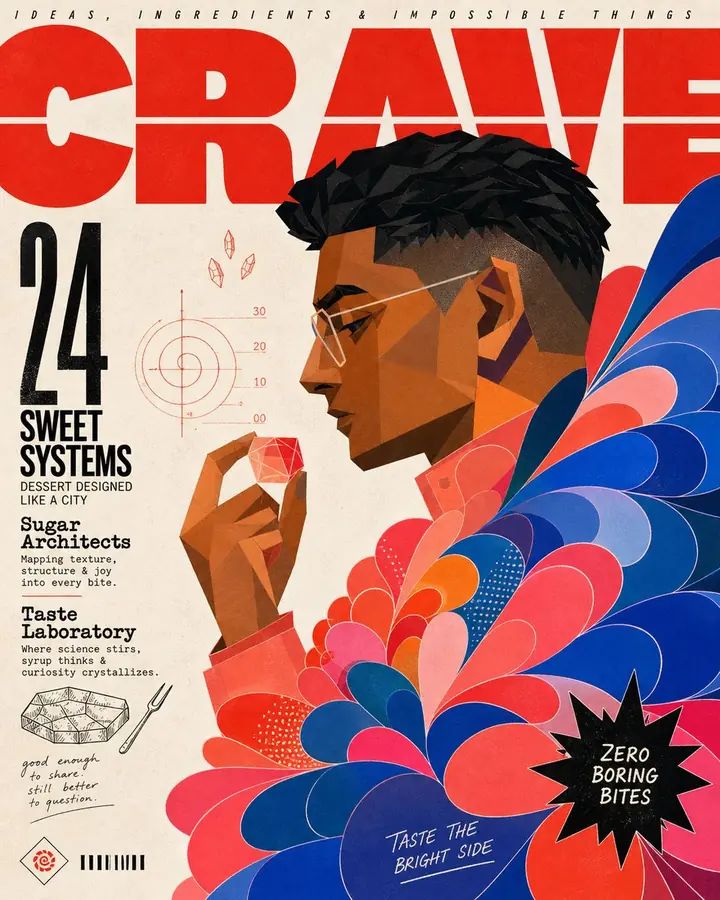 IDEAS, INGREDIENTS & IMPOSSIBLE THINGS
CRAVE
24
SWEET
SYSTEMS
DESSERT DESIGNED
LIKE A CITY
Sugar
Architects
Mapping texture,
structure & joy
into every bite.
Taste
Laboratory
Where science stirs,
syrup thinks &
curiosity crystallizes.
good enough
to share.
still better
to question.
30
20
10
00
TASTE THE
BRIGHT SIDE
ZERO
BORING
BITES